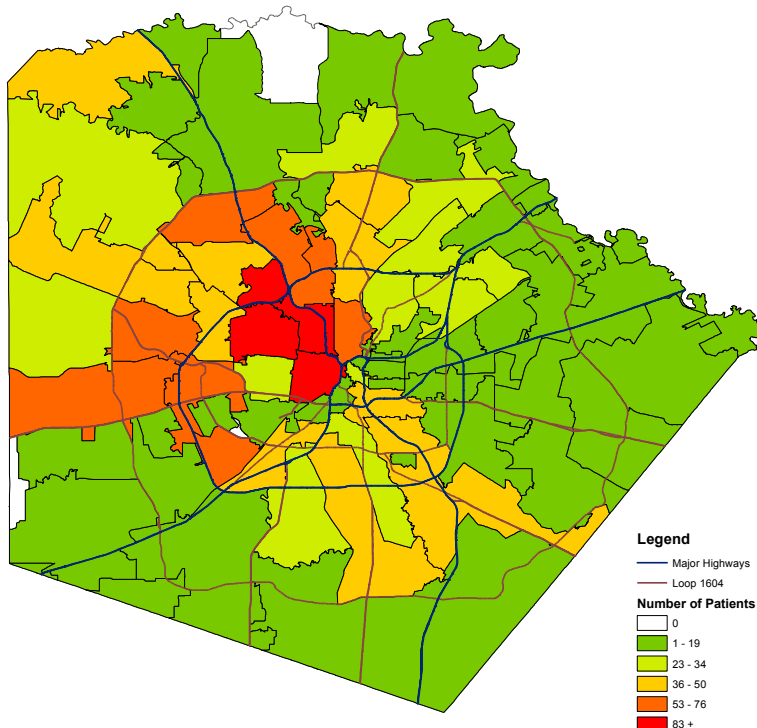 Legend
Major Highways
Loop 1604
Number of Patients
0
1 - 19
23 - 34
36 - 50
53 - 76
83 +